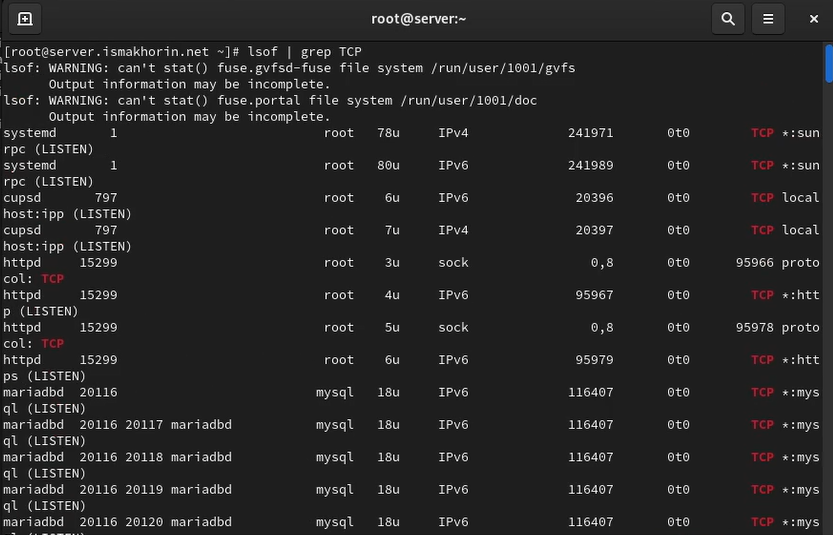 root@server:~
[root@server.ismakhorin.net ~]# lsof | grep TCP
lsof: WARNING: can't stat() fuse.gvfsd-fuse file system /run/user/1001/gvfs
      Output information may be incomplete.
lsof: WARNING: can't stat() fuse.portal file system /run/user/1001/doc
      Output information may be incomplete.
systemd       1                           root   78u     IPv4             241971       0t0        TCP *:sun
rpc (LISTEN)
systemd       1                           root   80u     IPv6             241989       0t0        TCP *:sun
rpc (LISTEN)
cupsd       797                           root    6u     IPv6              20396       0t0        TCP local
host:ipp (LISTEN)
cupsd       797                           root    7u     IPv4              20397       0t0        TCP local
host:ipp (LISTEN)
httpd     15299                           root    3u     sock                0,8       0t0      95966 proto
col: TCP
httpd     15299                           root    4u     IPv6              95967       0t0        TCP *:htt
p (LISTEN)
httpd     15299                           root    5u     sock                0,8       0t0      95978 proto
col: TCP
httpd     15299                           root    6u     IPv6              95979       0t0        TCP *:htt
ps (LISTEN)
mariadbd  20116                          mysql   18u     IPv6             116407       0t0        TCP *:mys
ql (LISTEN)
mariadbd  20116 20117 mariadbd           mysql   18u     IPv6             116407       0t0        TCP *:mys
ql (LISTEN)
mariadbd  20116 20118 mariadbd           mysql   18u     IPv6             116407       0t0        TCP *:mys
ql (LISTEN)
mariadbd  20116 20119 mariadbd           mysql   18u     IPv6             116407       0t0        TCP *:mys
ql (LISTEN)
mariadbd  20116 20120 mariadbd           mysql   18u     IPv6             116407       0t0        TCP *:mys